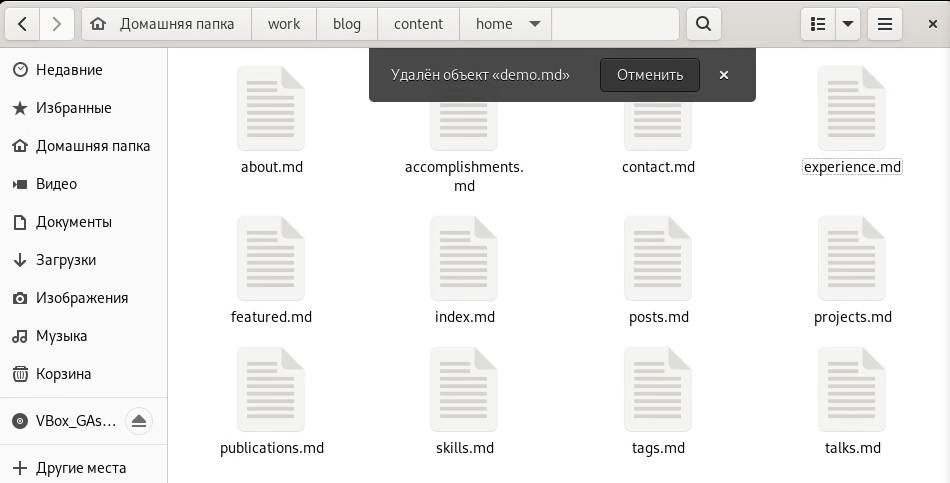 Домашняя папка work blog content home
Удалён объект «demo.md» Отменить
Недавние
Избранные
Домашняя папка
Видео
Документы
Загрузки
Изображения
Музыка
Корзина
VBox_GAs...
Другие места
about.md
accomplishments.
md
contact.md
experience.md
featured.md
index.md
posts.md
projects.md
publications.md
skills.md
tags.md
talks.md